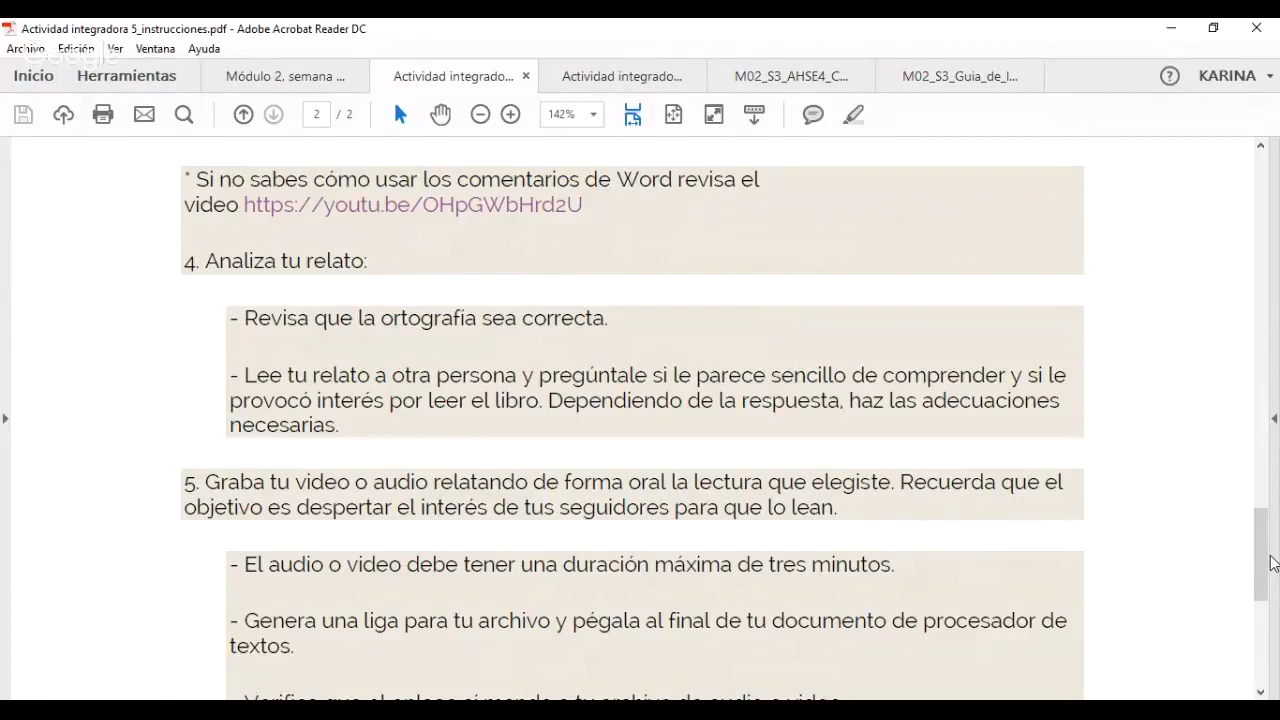 Actividad integradora 5_instrucciones.pdf - Adobe Acrobat Reader DC
Archivo Edición Ver Ventana Ayuda
Google
Inicio Herramientas Módulo 2, semana ... Actividad integrado... × Actividad integrado... M02_S3_AHSE4_C... M02_S3_Guia_de_l... ? KARINA
2 / 2 142%
* Si no sabes cómo usar los comentarios de Word revisa el
video https://youtu.be/OHpGWbHrd2U
4. Analiza tu relato:
- Revisa que la ortografía sea correcta.
- Lee tu relato a otra persona y pregúntale si le parece sencillo de comprender y si le
provocó interés por leer el libro. Dependiendo de la respuesta, haz las adecuaciones
necesarias.
5. Graba tu video o audio relatando de forma oral la lectura que elegiste. Recuerda que el
objetivo es despertar el interés de tus seguidores para que lo lean.
- El audio o video debe tener una duración máxima de tres minutos.
- Genera una liga para tu archivo y pégala al final de tu documento de procesador de
textos.